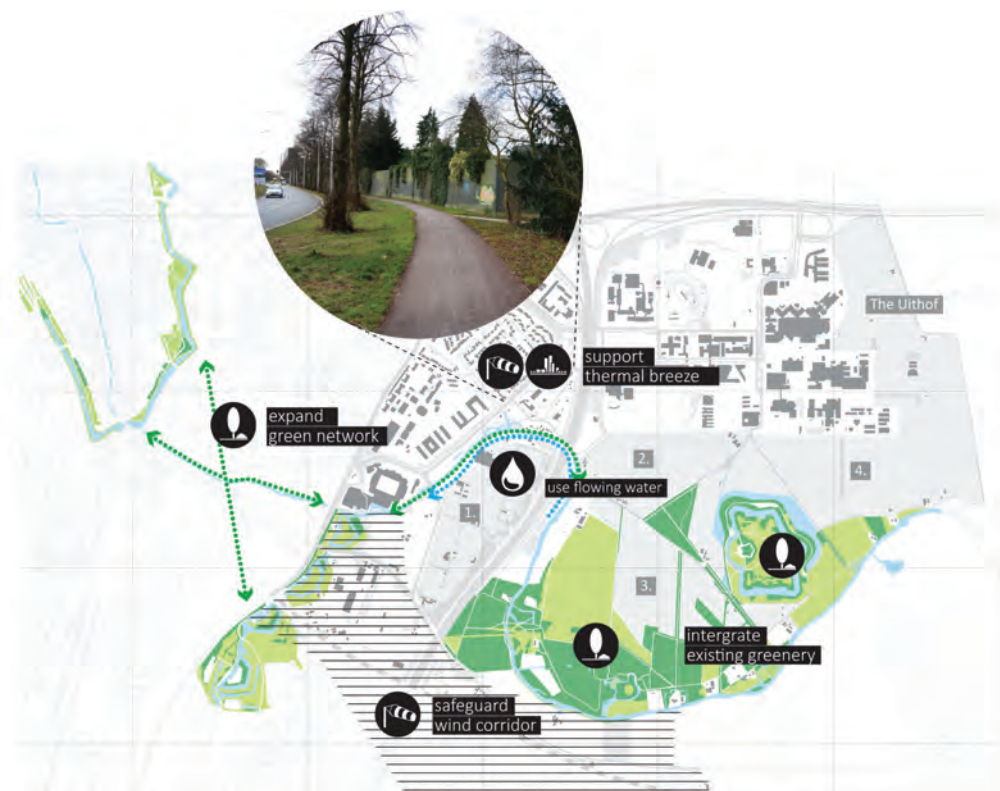 The Uithof
support
thermal breeze
expand
green network
2.
4.
use flowing water
1.
3.
intergrate
existing greenery
safeguard
wind corridor